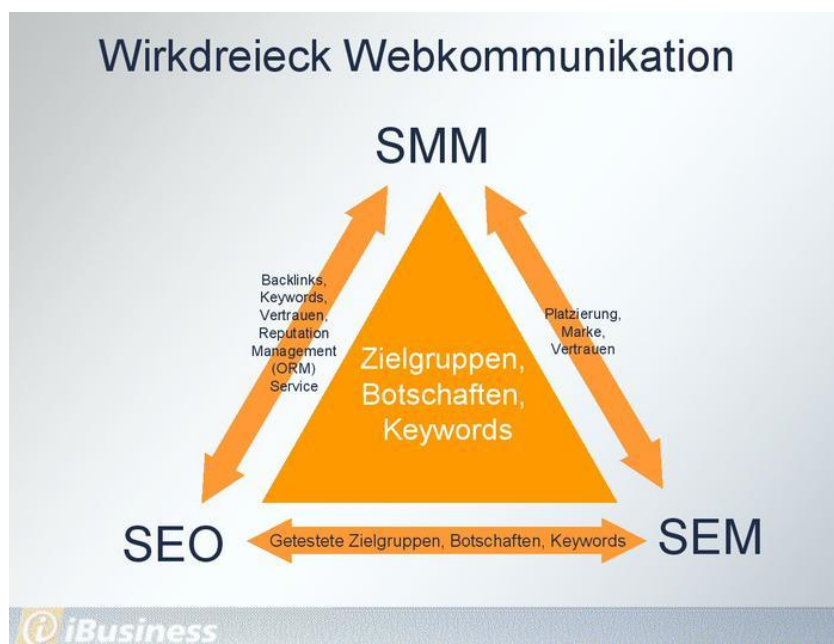 Wirkdreieck Webkommunikation
SMM
Backlinks,
Keywords,
Vertrauen,
Reputation
Management
(ORM)
Service
Platzierung,
Marke,
Vertrauen
Zielgruppen,
Botschaften,
Keywords
SEO
Getestete Zielgruppen, Botschaften, Keywords
SEM
i iBusiness